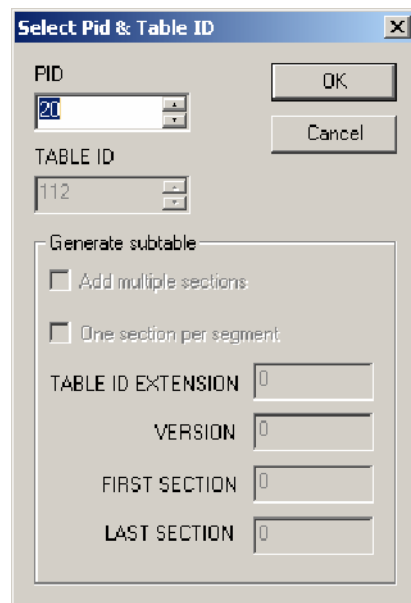 Select Pid & Table ID
PID
OK
20
Cancel
TABLE ID
112
Generate subtable
Add multiple sections
One section per segment
TABLE ID EXTENSION 0
VERSION 0
FIRST SECTION 0
LAST SECTION 0